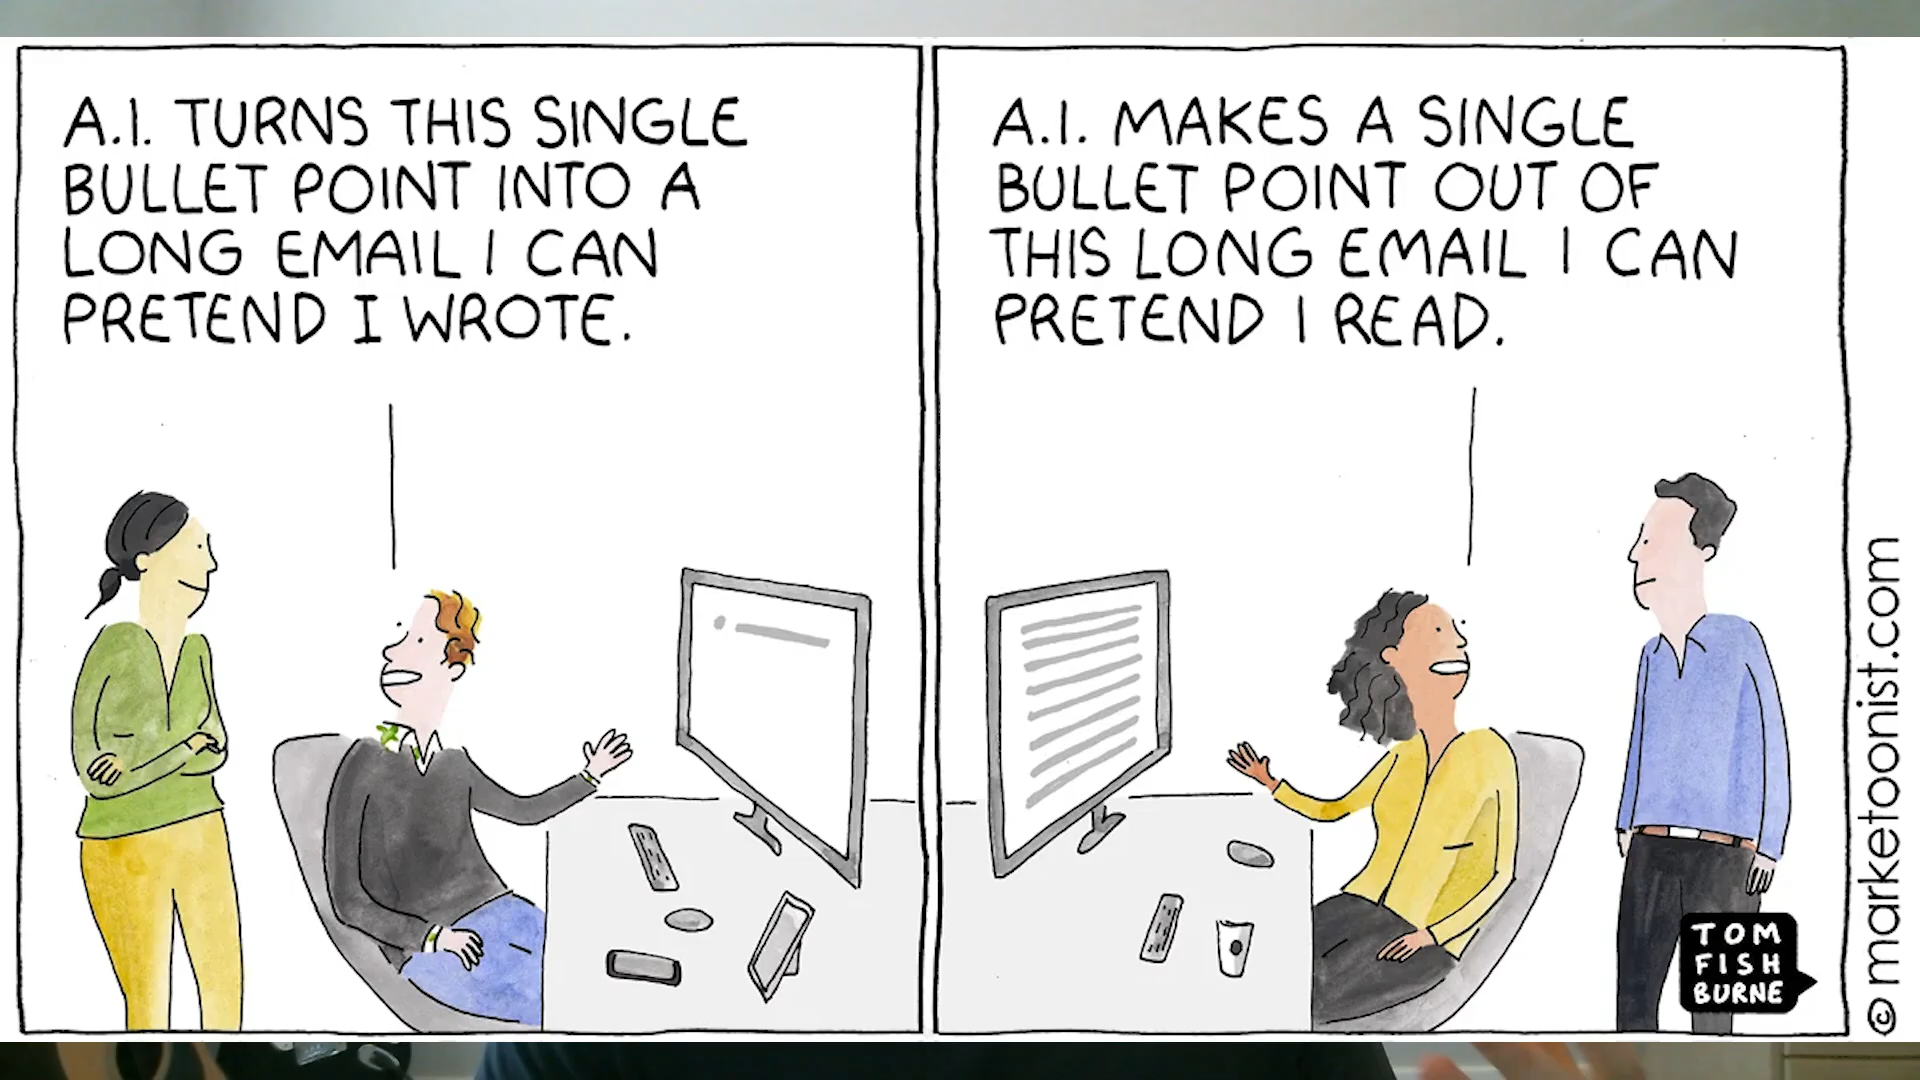 A.I. TURNS THIS SINGLE
BULLET POINT INTO A
LONG EMAIL I CAN
PRETEND I WROTE.
A.I. MAKES A SINGLE
BULLET POINT OUT OF
THIS LONG EMAIL I CAN
PRETEND I READ.
TOM
FISH
BURNE
© marketoonist.com